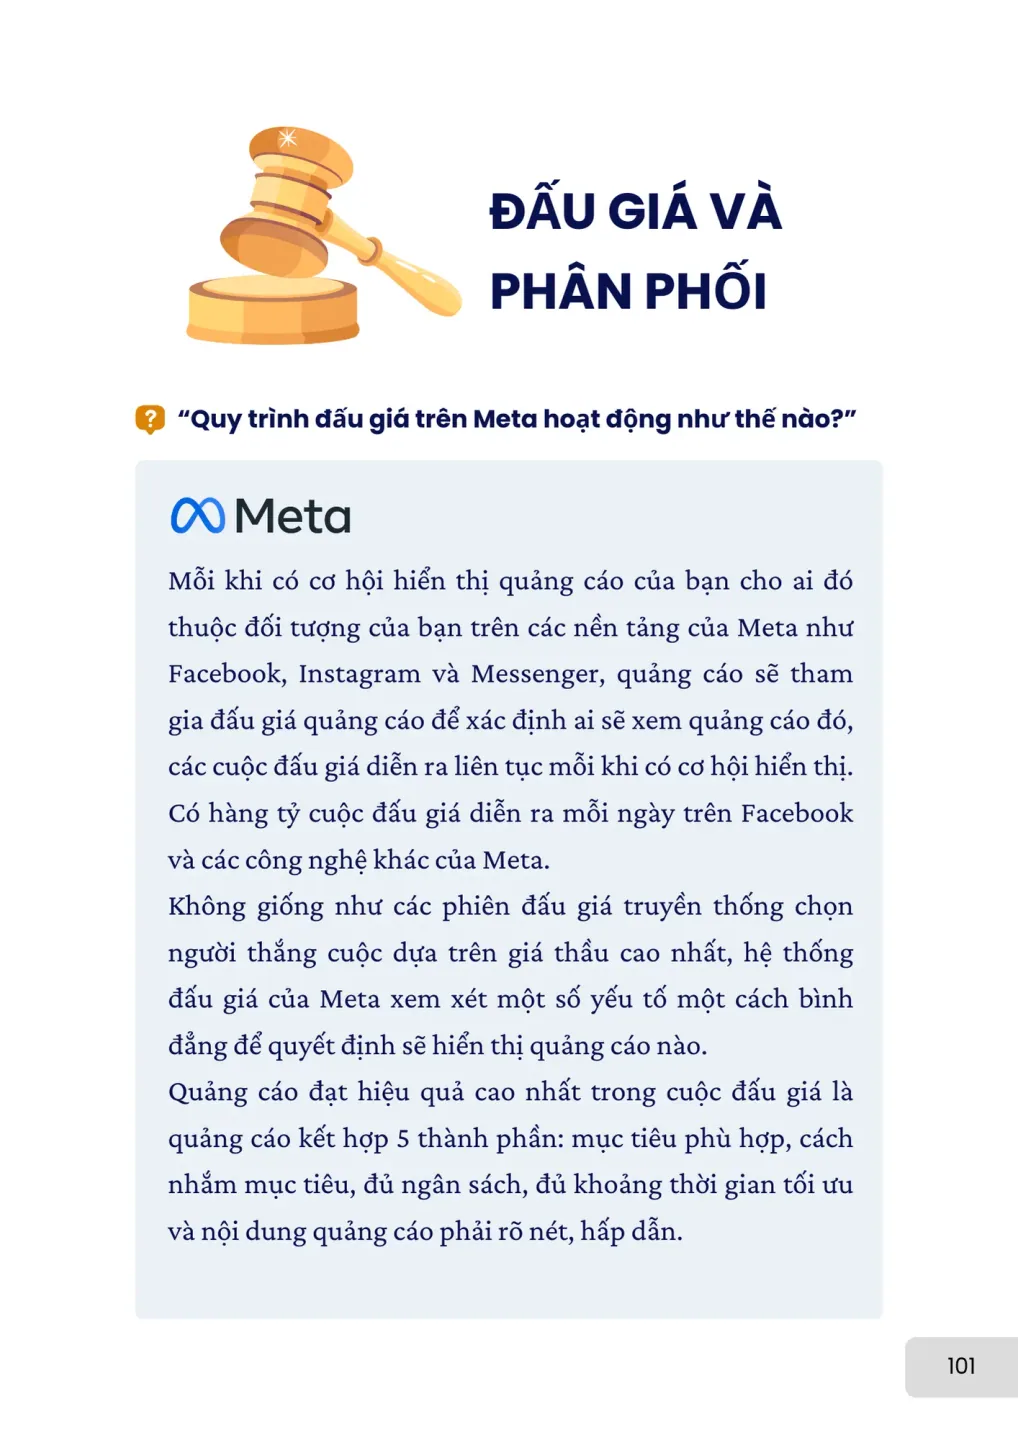 ĐẤU GIÁ VÀ
PHÂN PHỐI
“Quy trình đấu giá trên Meta hoạt động như thế nào?”
Meta
Mỗi khi có cơ hội hiển thị quảng cáo của bạn cho ai đó
thuộc đối tượng của bạn trên các nền tảng của Meta như
Facebook, Instagram và Messenger, quảng cáo sẽ tham
gia đấu giá quảng cáo để xác định ai sẽ xem quảng cáo đó,
các cuộc đấu giá diễn ra liên tục mỗi khi có cơ hội hiển thị.
Có hàng tỷ cuộc đấu giá diễn ra mỗi ngày trên Facebook
và các công nghệ khác của Meta.
Không giống như các phiên đấu giá truyền thống chọn
người thắng cuộc dựa trên giá thầu cao nhất, hệ thống
đấu giá của Meta xem xét một số yếu tố một cách bình
đẳng để quyết định sẽ hiển thị quảng cáo nào.
Quảng cáo đạt hiệu quả cao nhất trong cuộc đấu giá là
quảng cáo kết hợp 5 thành phần: mục tiêu phù hợp, cách
nhắm mục tiêu, đủ ngân sách, đủ khoảng thời gian tối ưu
và nội dung quảng cáo phải rõ nét, hấp dẫn.
101